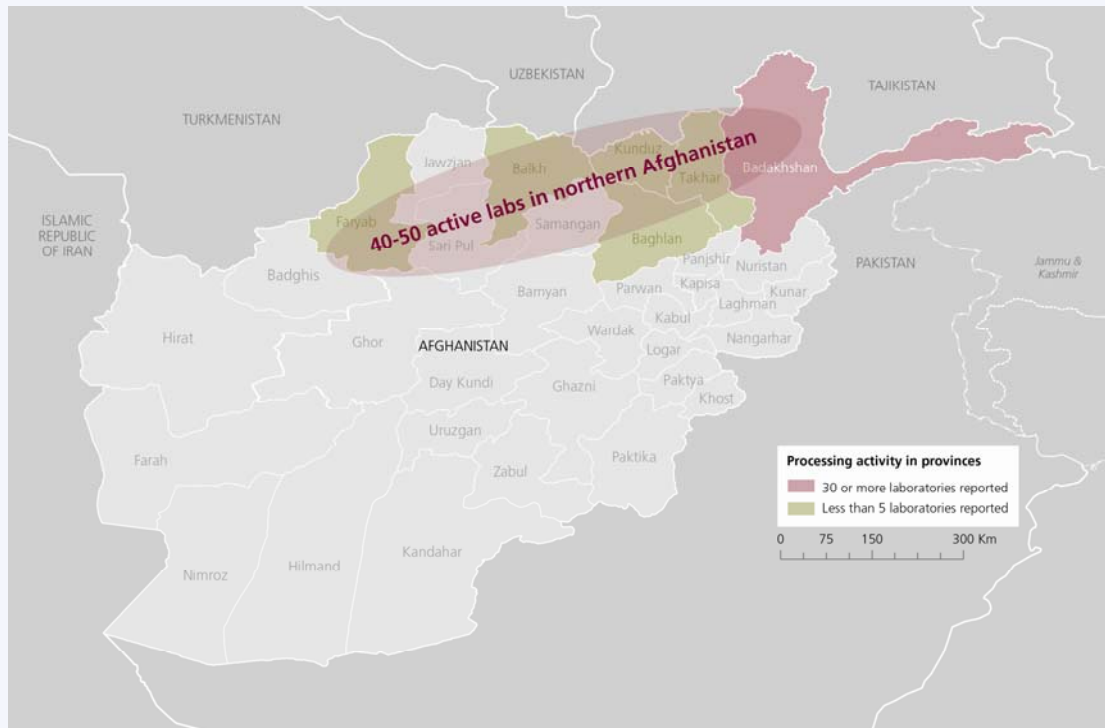 UZBEKISTAN
TAJIKISTAN
TURKMENISTAN
Jawzjan
Balkh
Kunduz
Takhar
Badakhshan
40-50 active labs in northern Afghanistan
Faryab
Sari Pul
Samangan
Baghlan
ISLAMIC
REPUBLIC
OF IRAN
Badghis
Panjshir
Nuristan
PAKISTAN
Jammu &
Kashmir
Bamyan
Parwan
Kapisa
Kunar
Laghman
Hirat
Ghor
AFGHANISTAN
Wardak
Kabul
Nangarhar
Logar
Day Kundi
Ghazni
Paktya
Khost
Uruzgan
Farah
Zabul
Paktika
Processing activity in provinces
30 or more laboratories reported
Less than 5 laboratories reported
0 75 150 300 Km
Nimroz
Hilmand
Kandahar